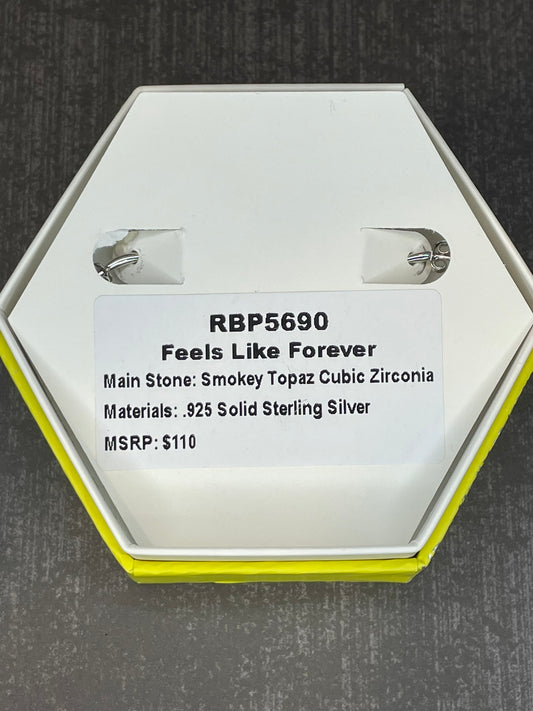 RBP5690
Feels Like Forever
Main Stone: Smokey Topaz Cubic Zirconia
Materials: .925 Solid Sterling Silver
MSRP: $110